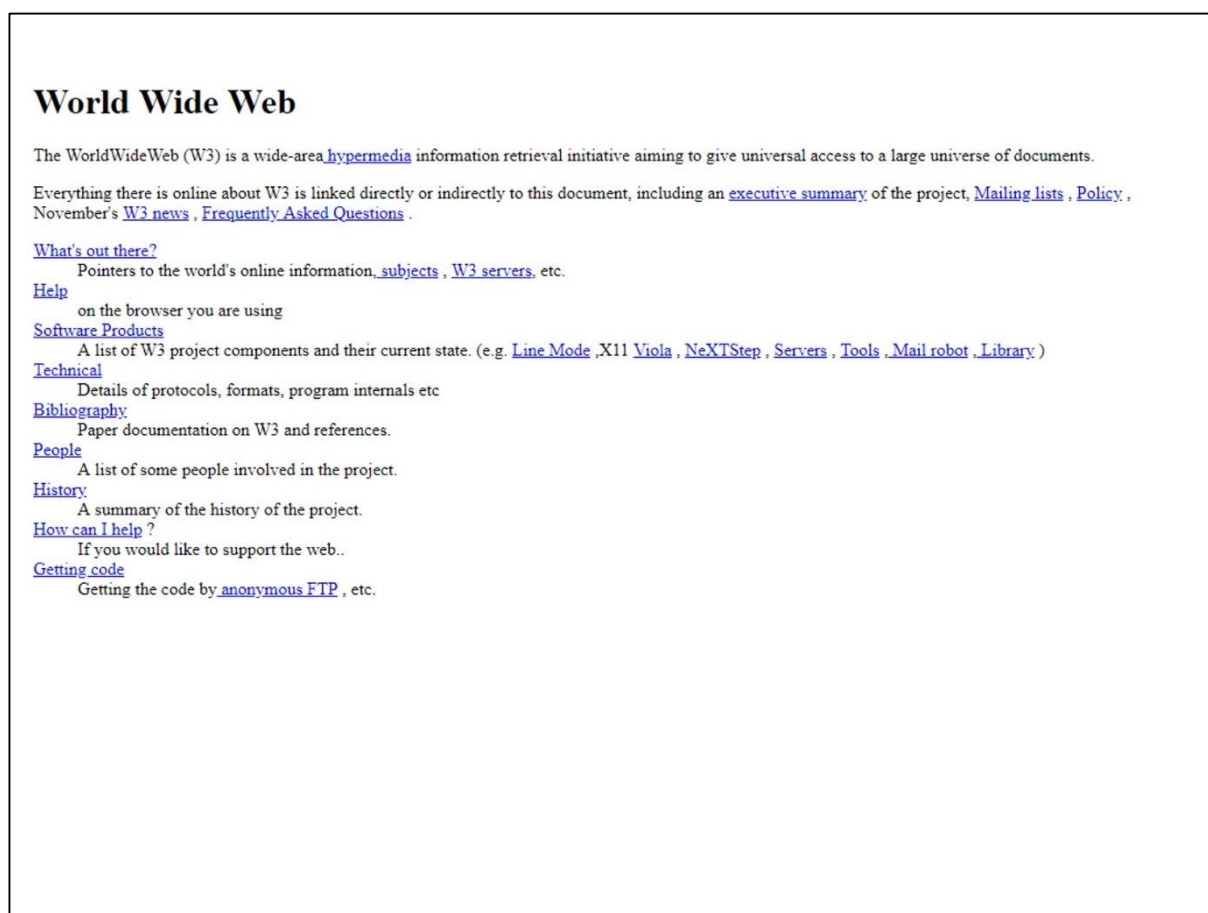 World Wide Web
The WorldWideWeb (W3) is a wide-area hypermedia information retrieval initiative aiming to give universal access to a large universe of documents.
Everything there is online about W3 is linked directly or indirectly to this document, including an executive summary of the project, Mailing lists , Policy ,
November's W3 news , Frequently Asked Questions .
What's out there?
Pointers to the world's online information, subjects , W3 servers, etc.
Help
on the browser you are using
Software Products
A list of W3 project components and their current state. (e.g. Line Mode ,X11 Viola , NeXTStep , Servers , Tools , Mail robot , Library )
Technical
Details of protocols, formats, program internals etc
Bibliography
Paper documentation on W3 and references.
People
A list of some people involved in the project.
History
A summary of the history of the project.
How can I help ?
If you would like to support the web..
Getting code
Getting the code by anonymous FTP , etc.